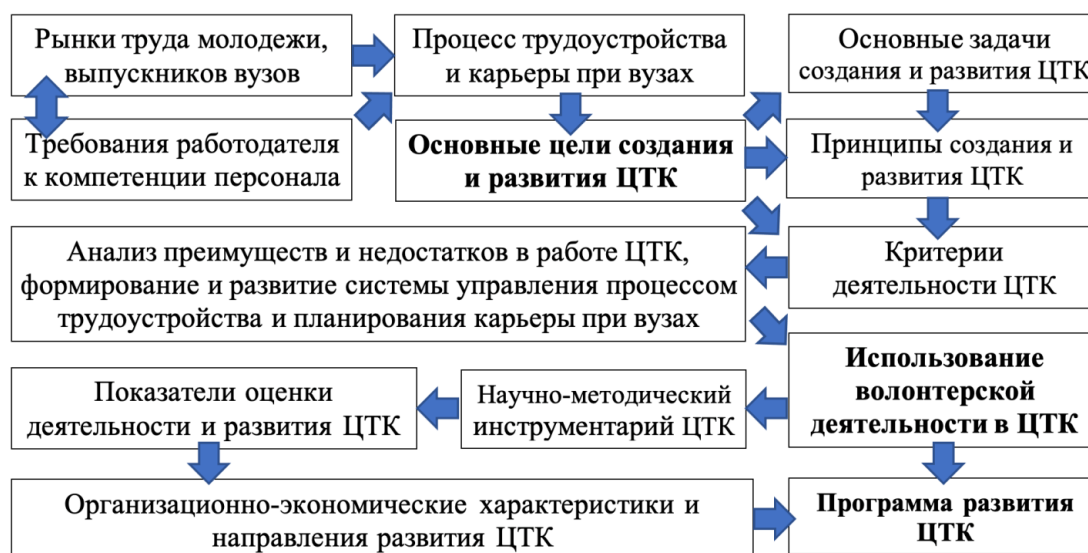 Рынки труда молодежи,
выпускников вузов
Процесс трудоустройства
и карьеры при вузах
Основные задачи
создания и развития ЦТК
Требования работодателя
к компетенции персонала
Основные цели создания
и развития ЦТК
Принципы создания и
развития ЦТК
Анализ преимуществ и недостатков в работе ЦТК,
формирование и развитие системы управления процессом
трудоустройства и планирования карьеры при вузах
Критерии
деятельности ЦТК
Использование
волонтерской
деятельности в ЦТК
Научно-методический
инструментарий ЦТК
Показатели оценки
деятельности и развития ЦТК
Организационно-экономические характеристики и
направления развития ЦТК
Программа развития
ЦТК